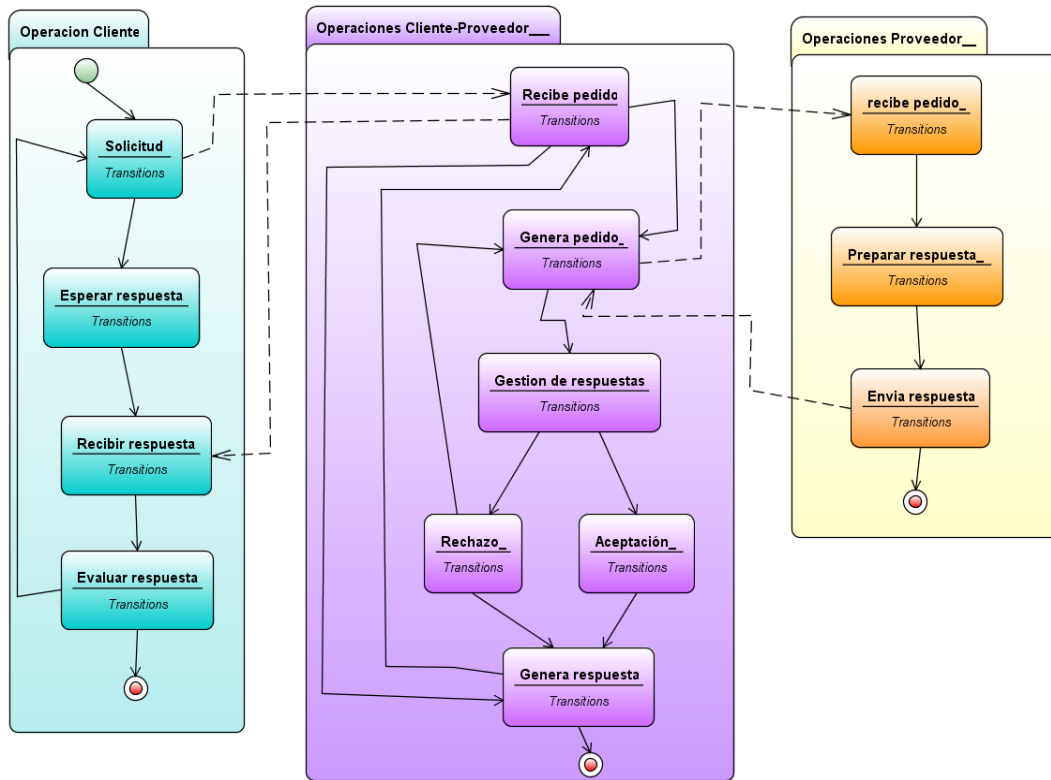 Operacion Cliente
Solicitud
Transitions
Esperar respuesta
Transitions
Recibir respuesta
Transitions
Evaluar respuesta
Transitions
Operaciones Cliente-Proveedor___
Recibe pedido
Transitions
Genera pedido_
Transitions
Gestion de respuestas
Transitions
Rechazo_
Transitions
Aceptación_
Transitions
Genera respuesta
Transitions
Operaciones Proveedor__
recibe pedido_
Transitions
Preparar respuesta_
Transitions
Envia respuesta
Transitions